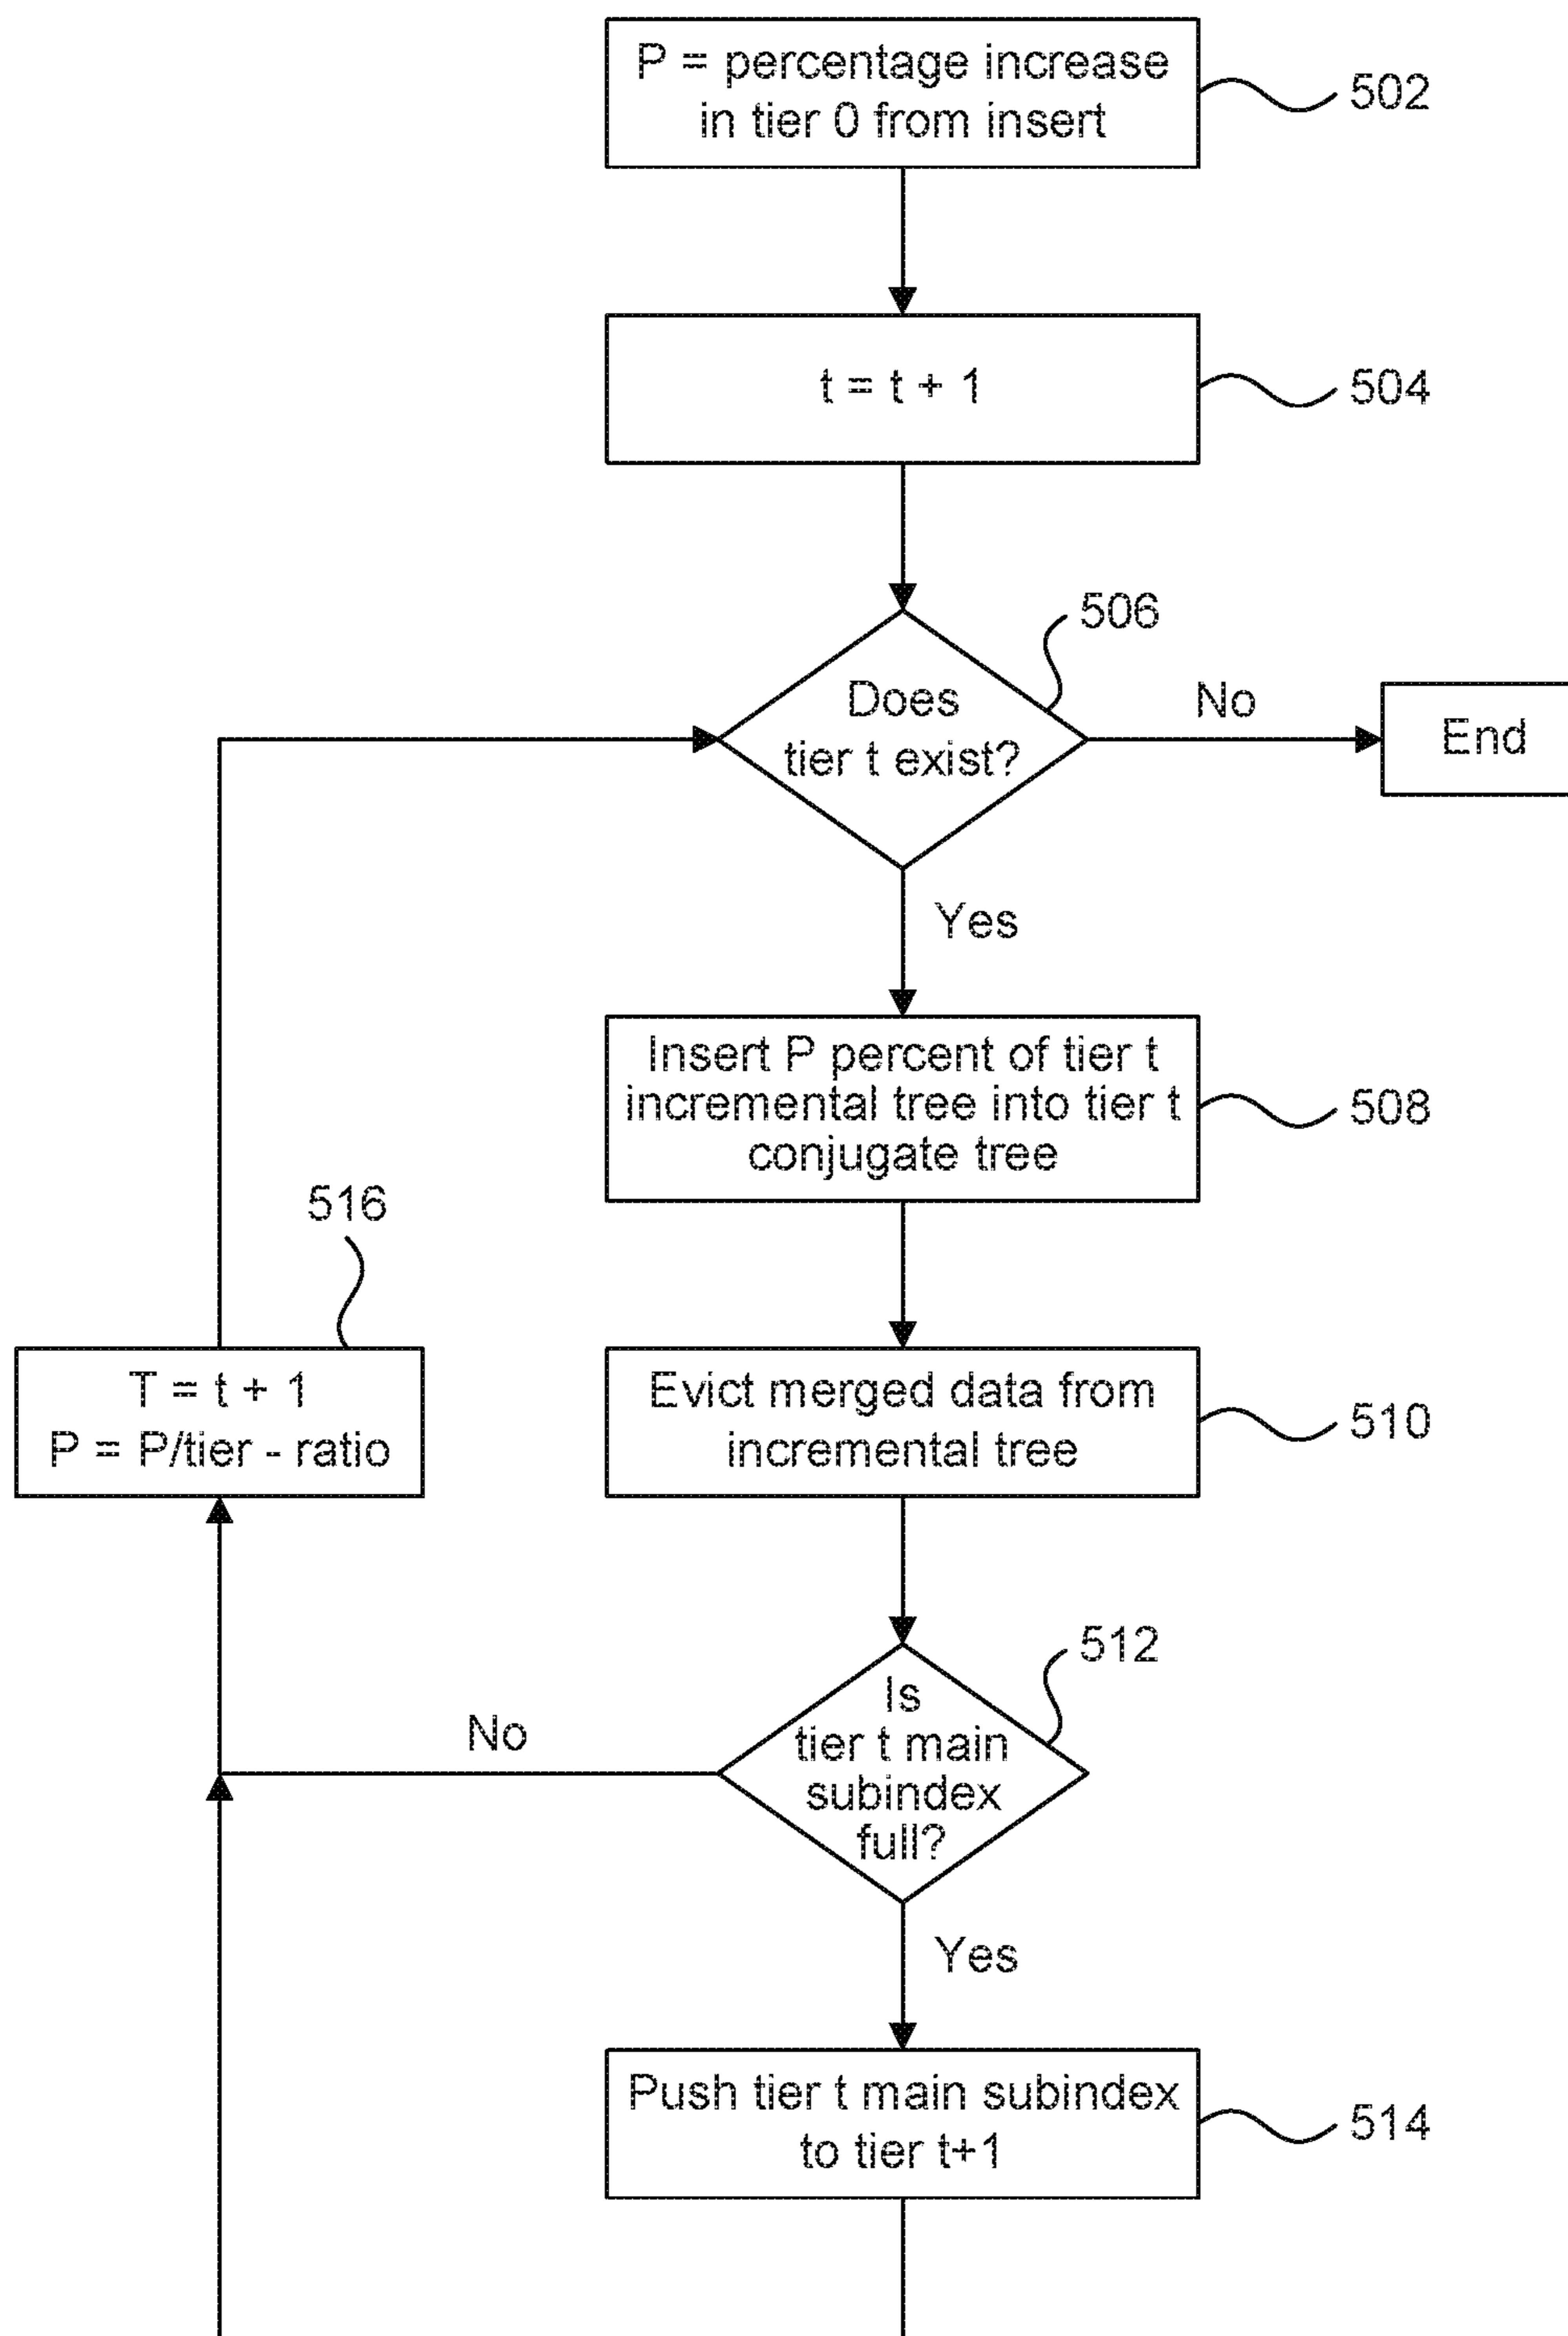 P = percentage increase
in tier 0 from insert
502
t = t + 1
504
506
Does
tier t exist?
No
End
Yes
Insert P percent of tier t
incremental tree into tier t
conjugate tree
508
516
T = t + 1
P = P/tier - ratio
Evict merged data from
incremental tree
510
512
Is
tier t main
subindex
full?
No
Yes
Push tier t main subindex
to tier t+1
514